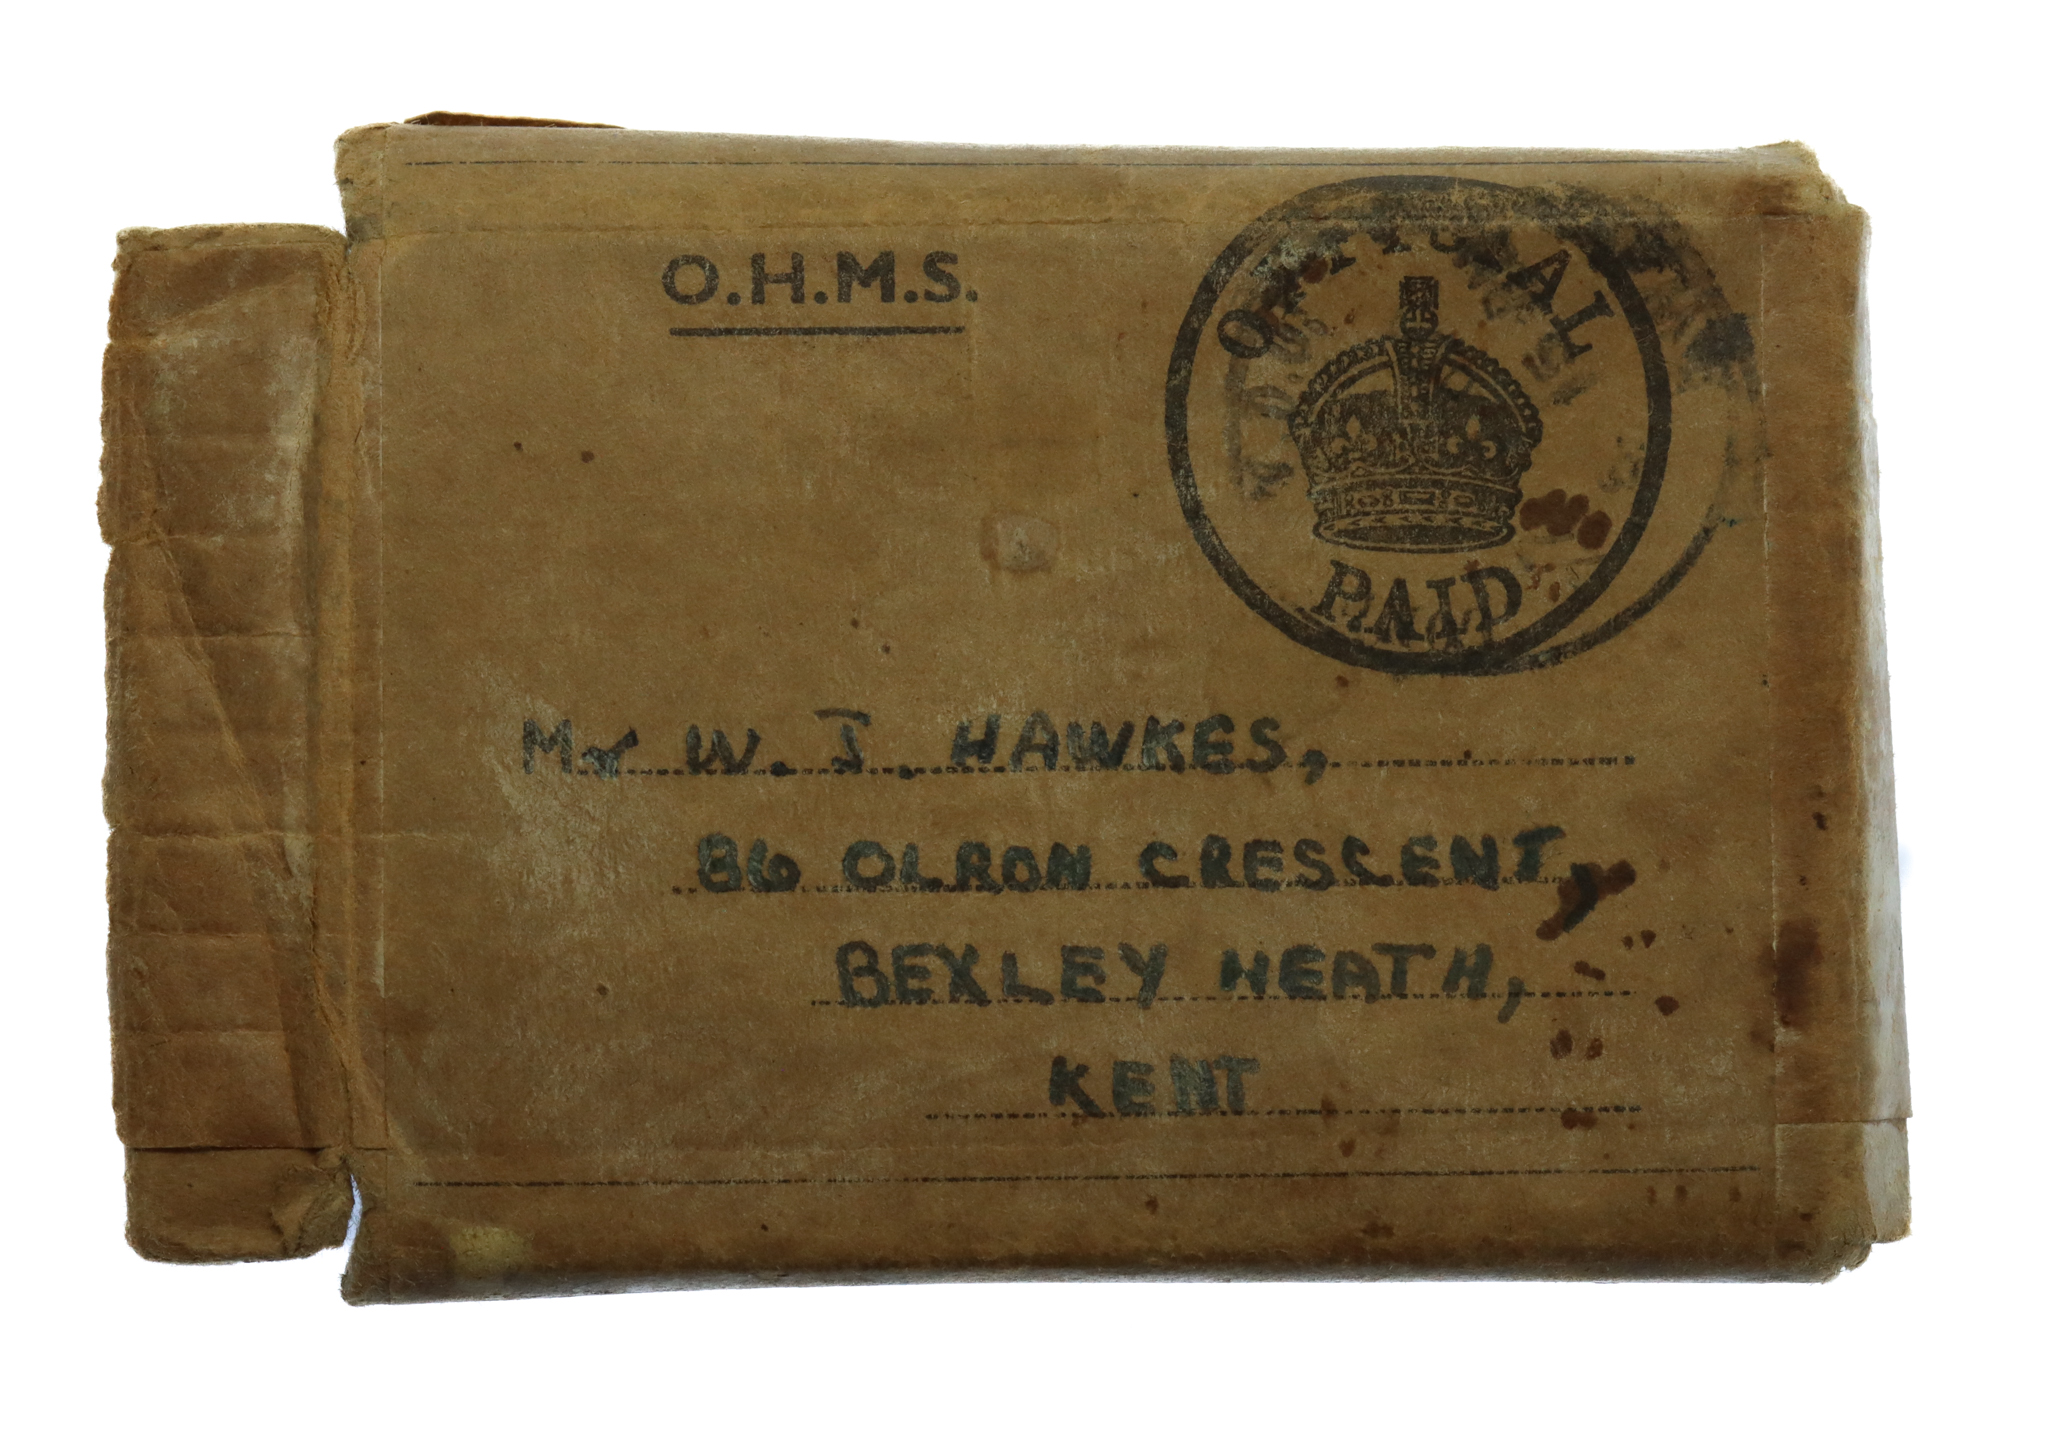 O.H.M.S.
OFFICIAL
PAID
Mr W. J. HAWKES,
86 OLRON CRESCENT,
BEXLEY HEATH,
KENT